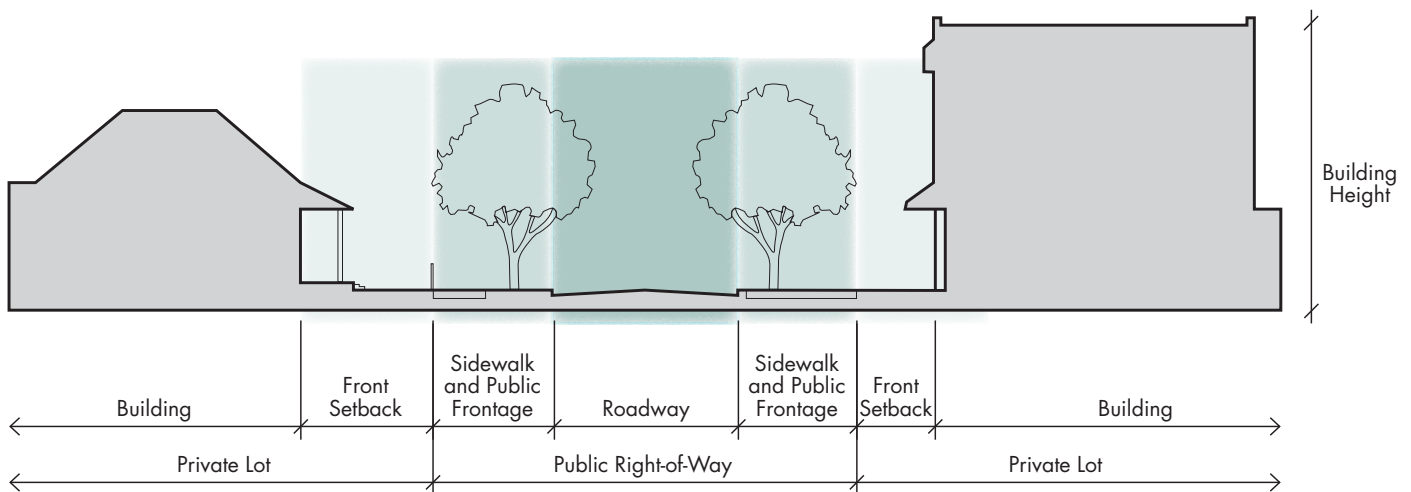 Building
Height
Building
Front
Setback
Sidewalk
and Public
Frontage
Roadway
Sidewalk
and Public
Frontage
Front
Setback
Building
Private Lot
Public Right-of-Way
Private Lot